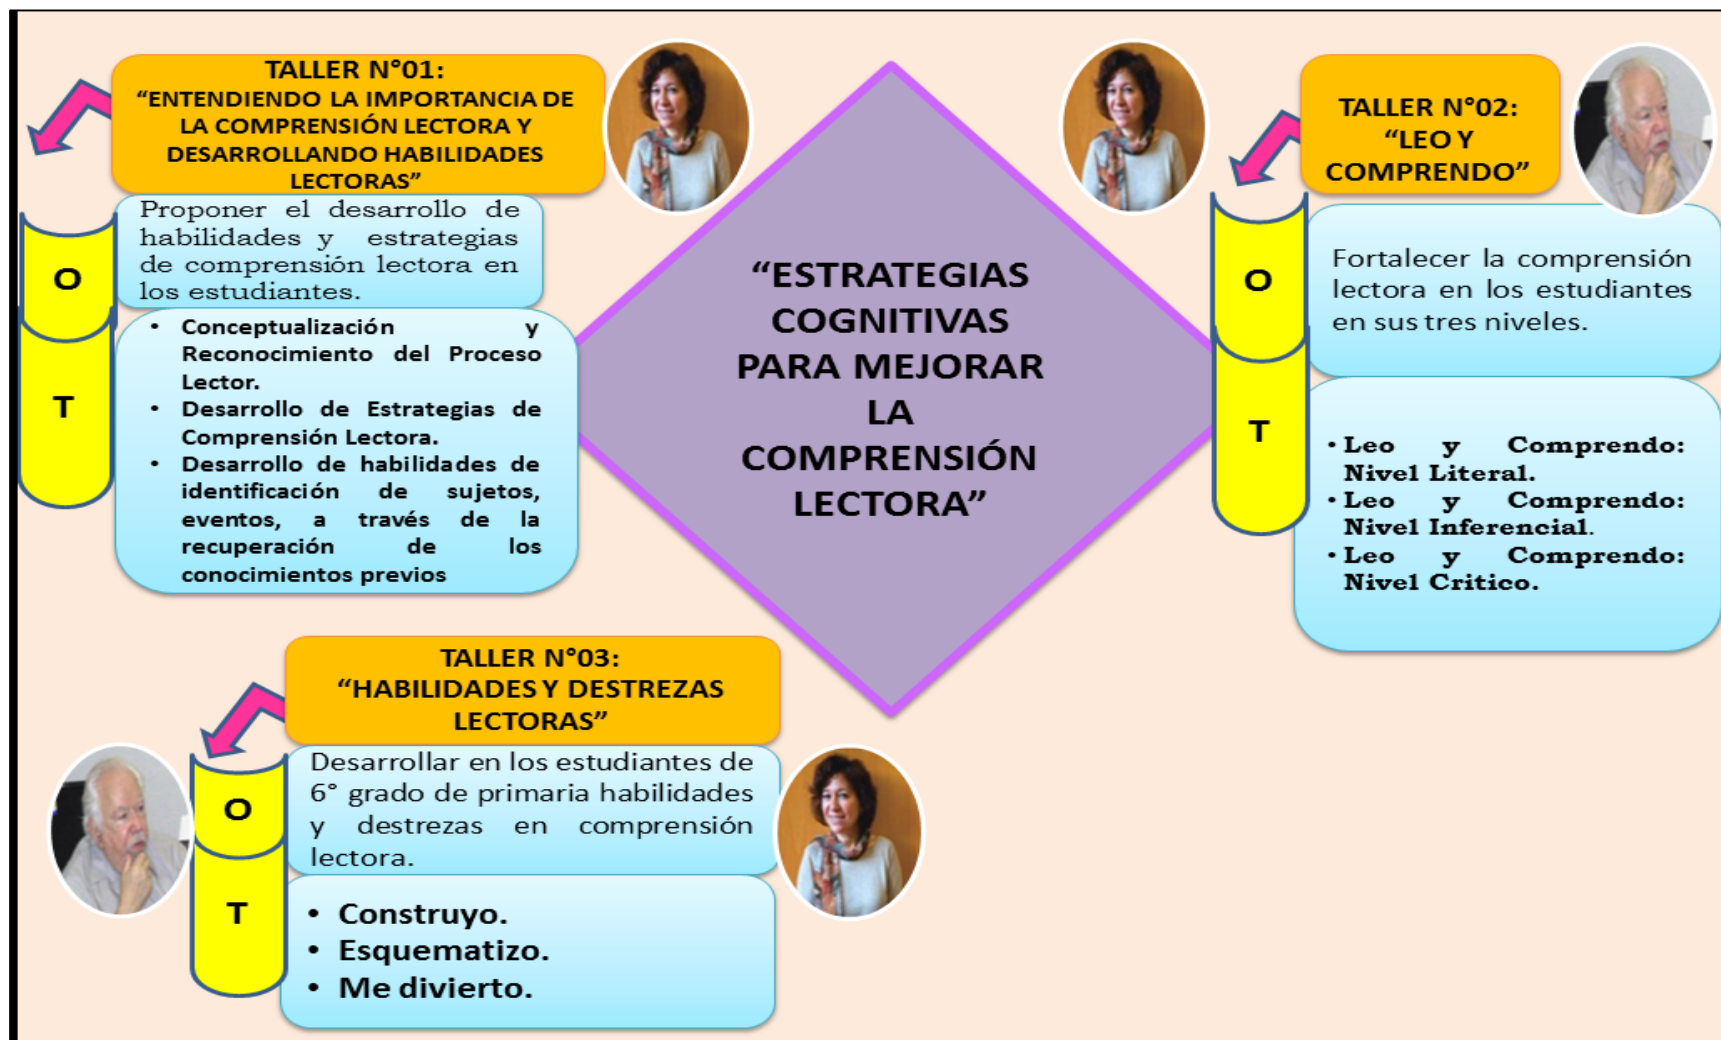 TALLER N°01:
“ENTENDIENDO LA IMPORTANCIA DE
LA COMPRENSIÓN LECTORA Y
DESARROLLANDO HABILIDADES
LECTORAS”
O
Proponer el desarrollo de
habilidades y estrategias
de comprensión lectora en
los estudiantes.
T
• Conceptualización y
Reconocimiento del Proceso
Lector.
• Desarrollo de Estrategias de
Comprensión Lectora.
• Desarrollo de habilidades de
identificación de sujetos,
eventos, a través de la
recuperación de los
conocimientos previos
“ESTRATEGIAS
COGNITIVAS
PARA MEJORAR
LA
COMPRENSIÓN
LECTORA”
TALLER N°02:
“LEO Y
COMPRENDO”
O
Fortalecer la comprensión
lectora en los estudiantes
en sus tres niveles.
T
• Leo y Comprendo:
Nivel Literal.
• Leo y Comprendo:
Nivel Inferencial.
• Leo y Comprendo:
Nivel Critico.
TALLER N°03:
“HABILIDADES Y DESTREZAS
LECTORAS”
O
Desarrollar en los estudiantes de
6° grado de primaria habilidades
y destrezas en comprensión
lectora.
T
• Construyo.
• Esquematizo.
• Me divierto.